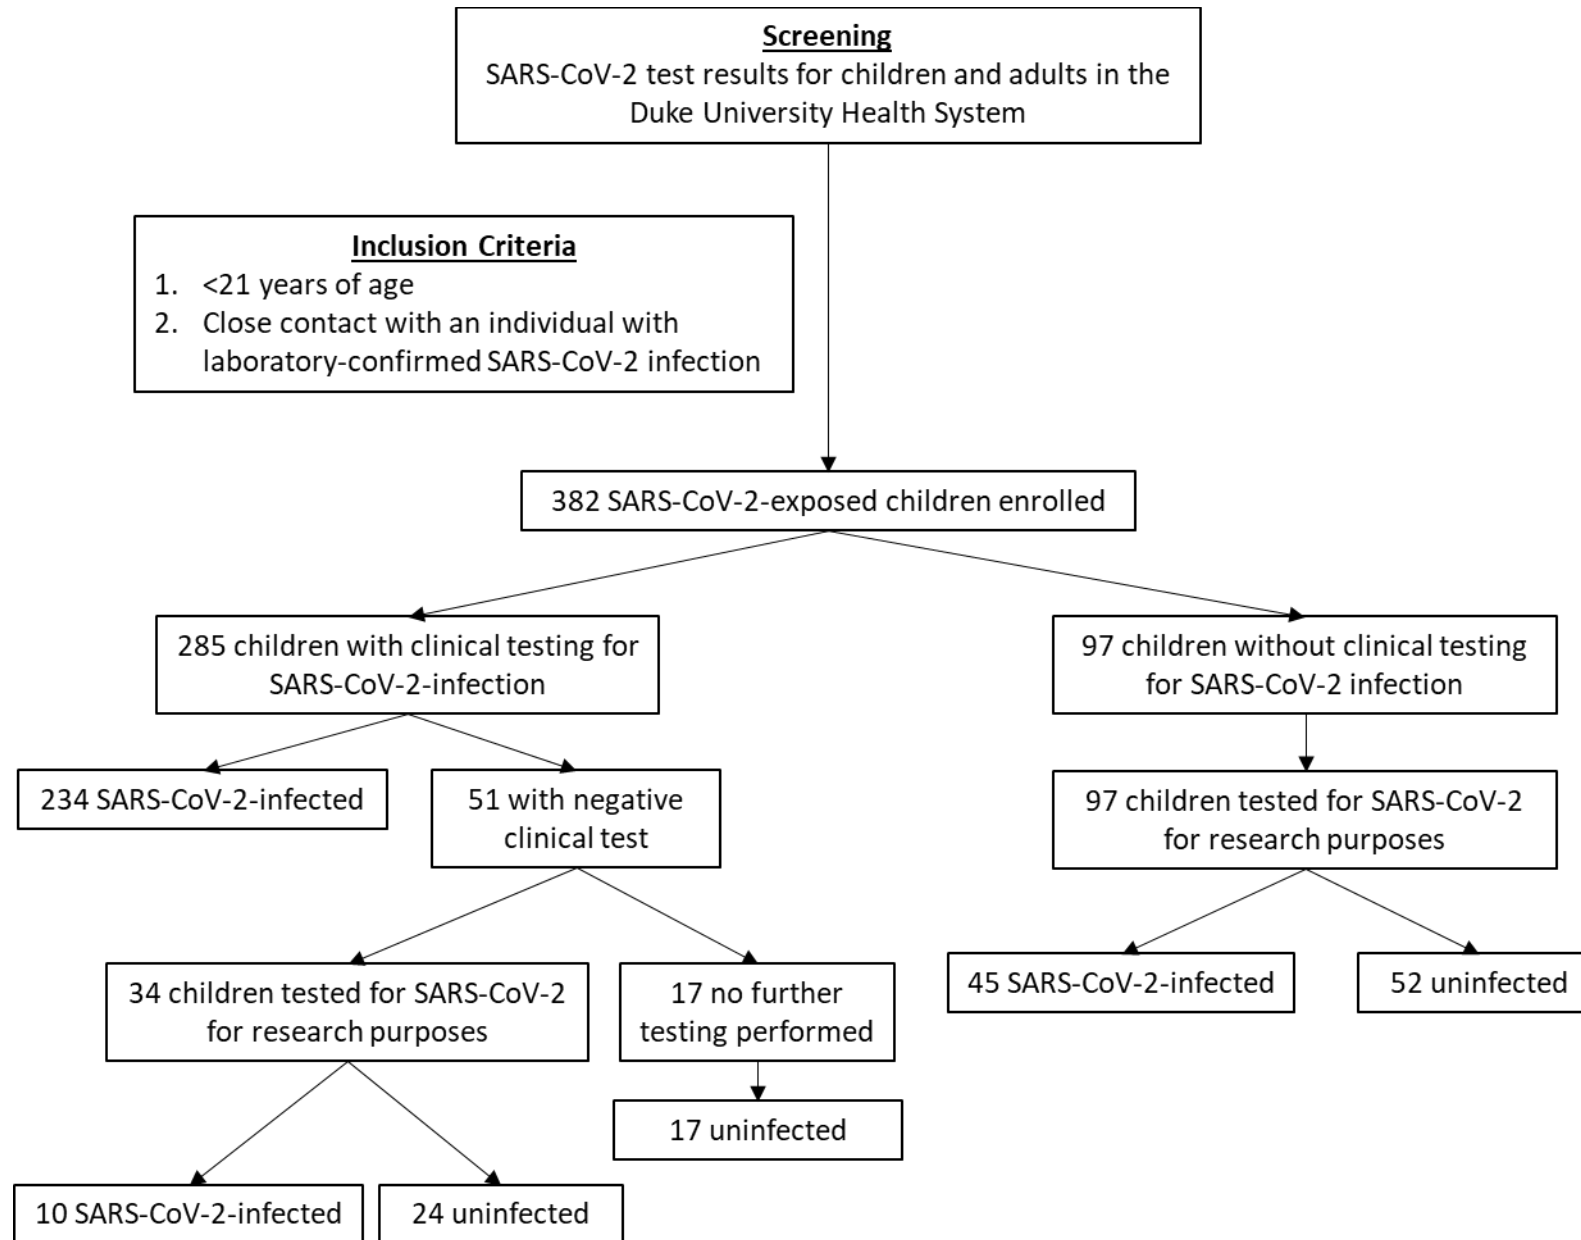 Screening
SARS-CoV-2 test results for children and adults in the
Duke University Health System
Inclusion Criteria
1. <21 years of age
2. Close contact with an individual with
laboratory-confirmed SARS-CoV-2 infection
382 SARS-CoV-2-exposed children enrolled
285 children with clinical testing for
SARS-CoV-2-infection
97 children without clinical testing
for SARS-CoV-2 infection
234 SARS-CoV-2-infected
51 with negative
clinical test
97 children tested for SARS-CoV-2
for research purposes
34 children tested for SARS-CoV-2
for research purposes
17 no further
testing performed
45 SARS-CoV-2-infected
52 uninfected
17 uninfected
10 SARS-CoV-2-infected
24 uninfected